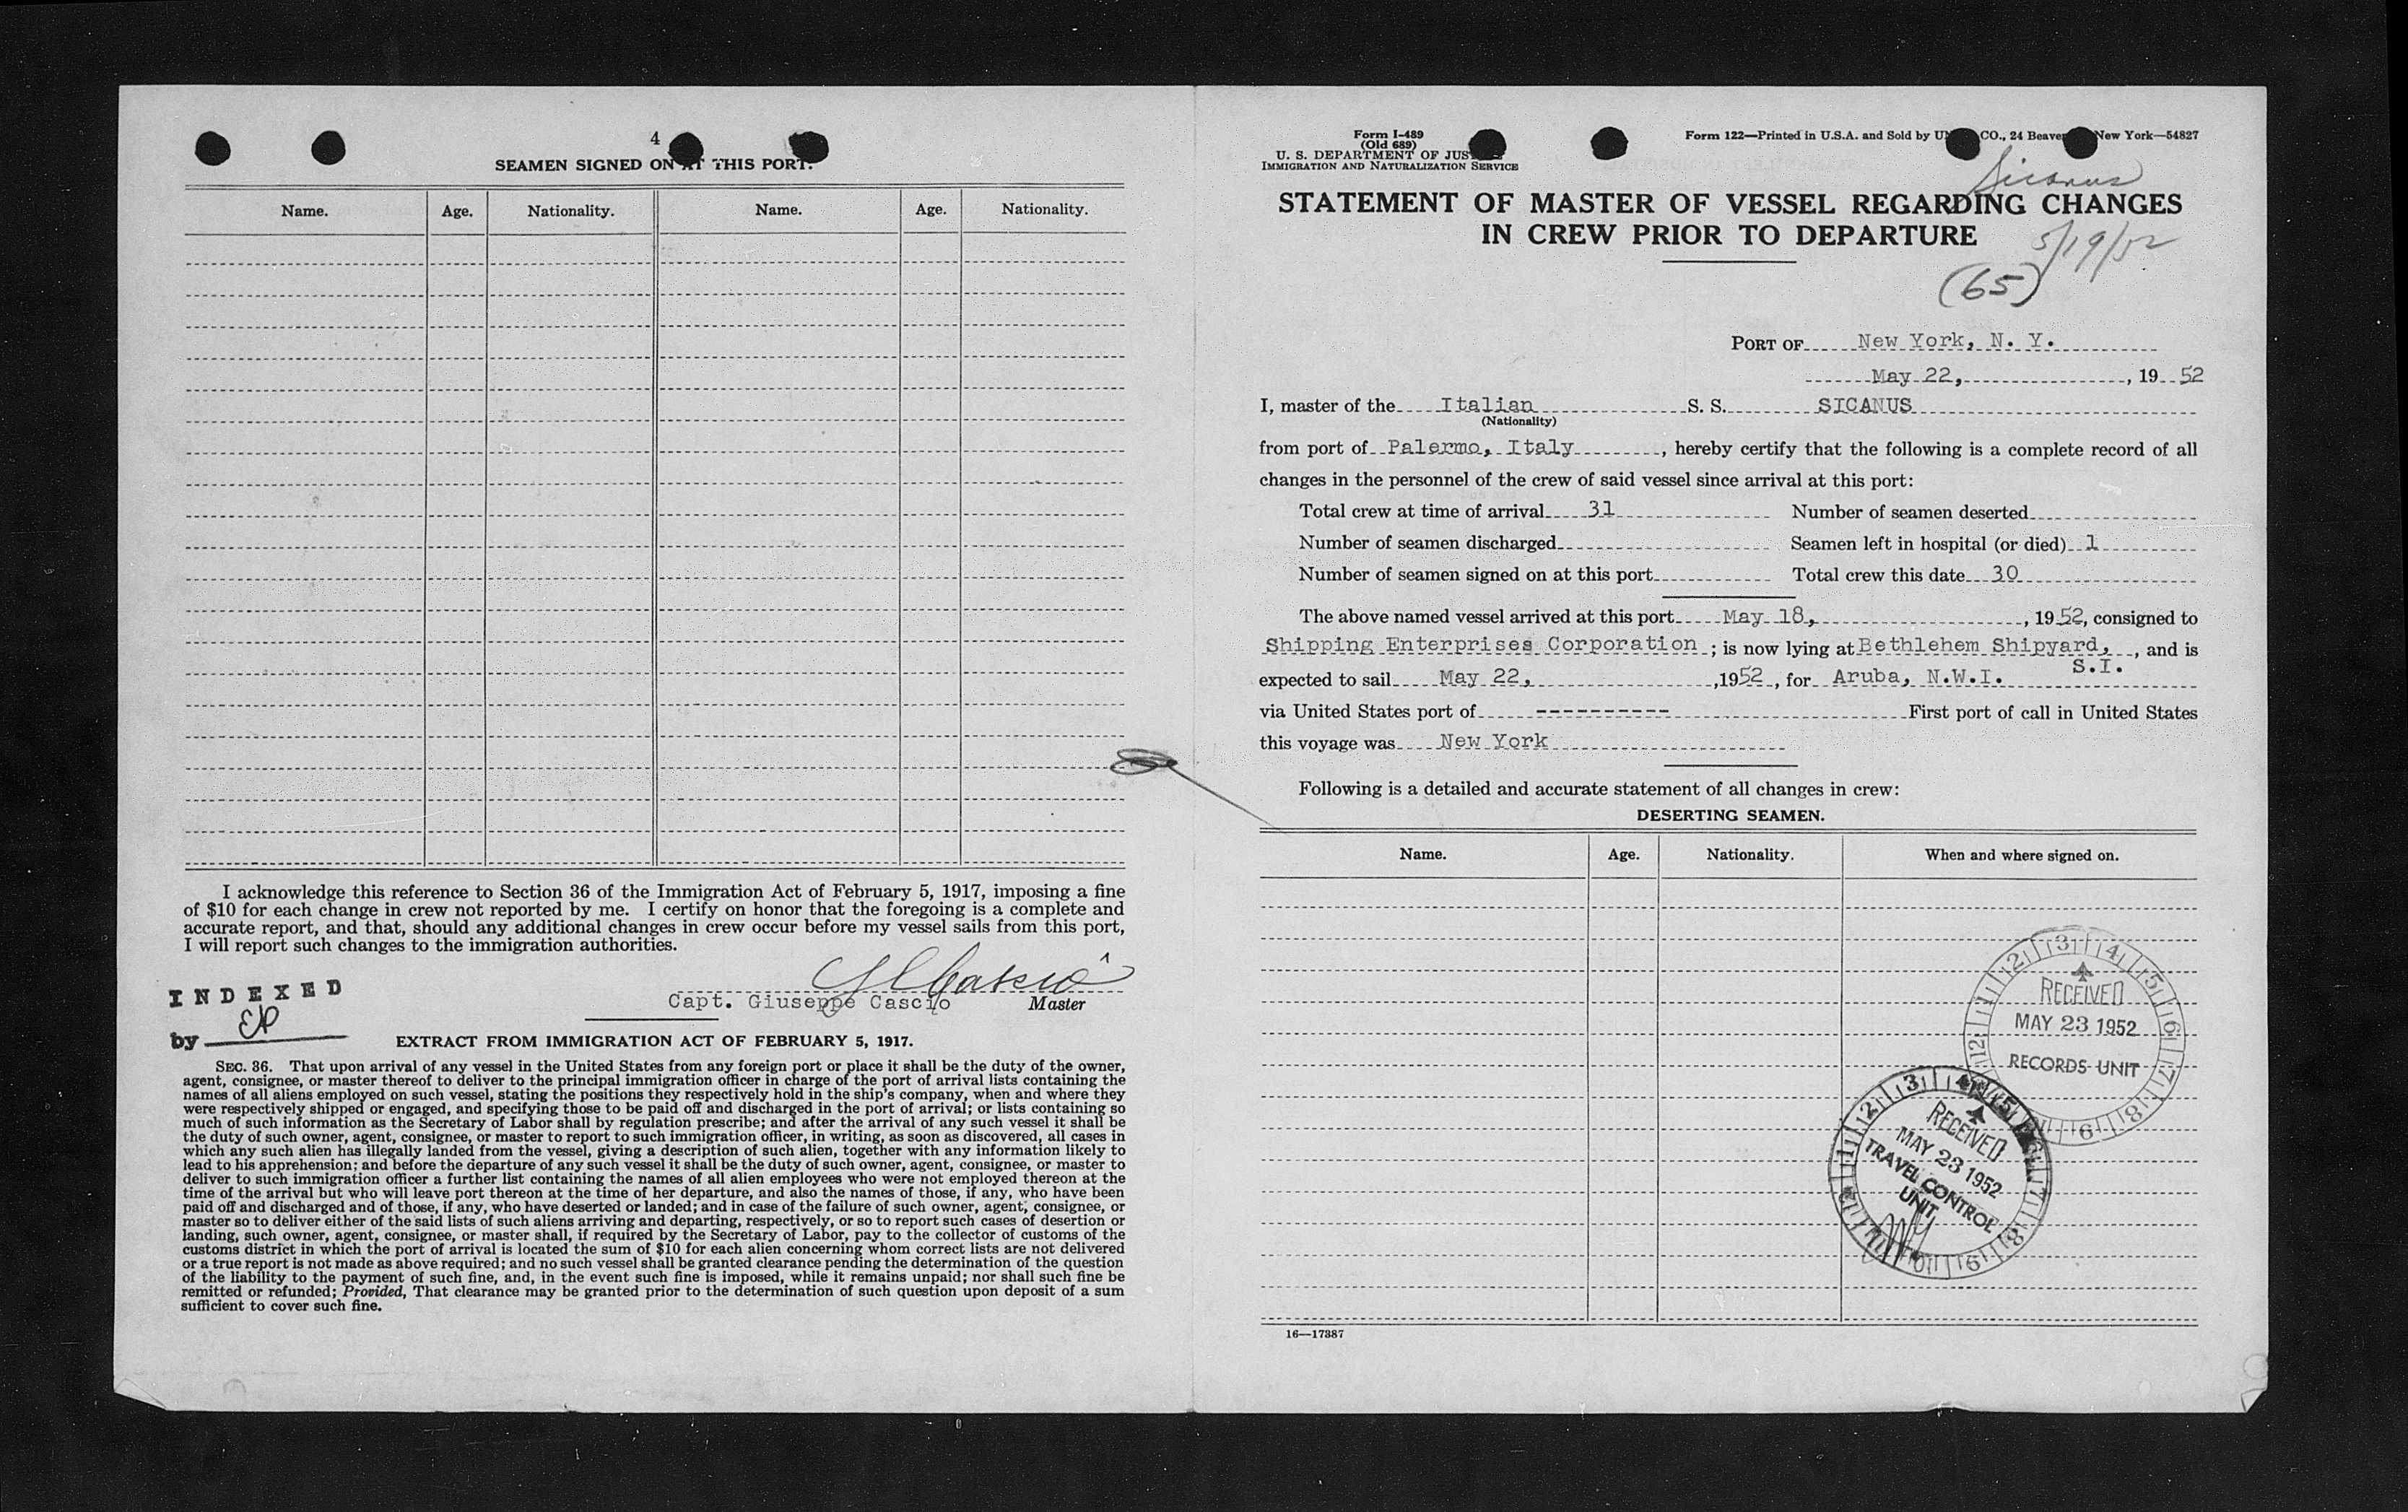 4
SEAMEN SIGNED ON AT THIS PORT.
Name. Age. Nationality. Name. Age. Nationality.
I acknowledge this reference to Section 36 of the Immigration Act of February 5, 1917, imposing a fine
of $10 for each change in crew not reported by me. I certify on honor that the foregoing is a complete and
accurate report, and that, should any additional changes in crew occur before my vessel sails from this port,
I will report such changes to the immigration authorities.
INDEXED
by EP
Capt. Giuseppe Cascio Master
EXTRACT FROM IMMIGRATION ACT OF FEBRUARY 5, 1917.
SEC. 36. That upon arrival of any vessel in the United States from any foreign port or place it shall be the duty of the owner,
agent, consignee, or master thereof to deliver to the principal immigration officer in charge of the port of arrival lists containing the
names of all aliens employed on such vessel, stating the positions they respectively hold in the ship's company, when and where they
were respectively shipped or engaged, and specifying those to be paid off and discharged in the port of arrival; or lists containing so
much of such information as the Secretary of Labor shall by regulation prescribe; and after the arrival of any such vessel it shall be
the duty of such owner, agent, consignee, or master to report to such immigration officer, in writing, as soon as discovered, all cases in
which any such alien has illegally landed from the vessel, giving a description of such alien, together with any information likely to
lead to his apprehension; and before the departure of any such vessel it shall be the duty of such owner, agent, consignee, or master to
deliver to such immigration officer a further list containing the names of all alien employees who were not employed thereon at the
time of the arrival but who will leave port thereon at the time of her departure, and also the names of those, if any, who have been
paid off and discharged and of those, if any, who have deserted or landed; and in case of the failure of such owner, agent, consignee, or
master so to deliver either of the said lists of such aliens arriving and departing, respectively, or so to report such cases of desertion or
landing, such owner, agent, consignee, or master shall, if required by the Secretary of Labor, pay to the collector of customs of the
customs district in which the port of arrival is located the sum of $10 for each alien concerning whom correct lists are not delivered
or a true report is not made as above required; and no such vessel shall be granted clearance pending the determination of the question
of the liability to the payment of such fine, and, in the event such fine is imposed, while it remains unpaid; nor shall such fine be
remitted or refunded; Provided, That clearance may be granted prior to the determination of such question upon deposit of a sum
sufficient to cover such fine.
Form I-489
(Old 689)
U. S. DEPARTMENT OF JUS
IMMIGRATION AND NATURALIZATION SERVICE
Form 122—Printed in U.S.A. and Sold by CO., 24 Beaver New York—54827
Sicanus
STATEMENT OF MASTER OF VESSEL REGARDING CHANGES
IN CREW PRIOR TO DEPARTURE
5/19/52
(65)
PORT OF New York, N. Y.
May 22, , 19 52
I, master of the Italian S. S. SICANUS
(Nationality)
from port of Palermo, Italy , hereby certify that the following is a complete record of all
changes in the personnel of the crew of said vessel since arrival at this port:
Total crew at time of arrival 31 Number of seamen deserted
Number of seamen discharged Seamen left in hospital (or died) 1
Number of seamen signed on at this port Total crew this date 30
The above named vessel arrived at this port May 18, , 19 52, consigned to
Shipping Enterprises Corporation ; is now lying at Bethlehem Shipyard, , and is
S.I.
expected to sail May 22, ,19 52 , for Aruba, N.W.I.
via United States port of ---------- First port of call in United States
this voyage was New York
Following is a detailed and accurate statement of all changes in crew:
DESERTING SEAMEN.
Name. Age. Nationality. When and where signed on.
RECEIVED
MAY 23 1952
RECORDS UNIT
1 2 3 4 5 6 7 8 9 12
RECEIVED
MAY 23 1952
TRAVEL CONTROL
UNIT
1 2 3 4 5 7 8 9 10 11 12
16—17387